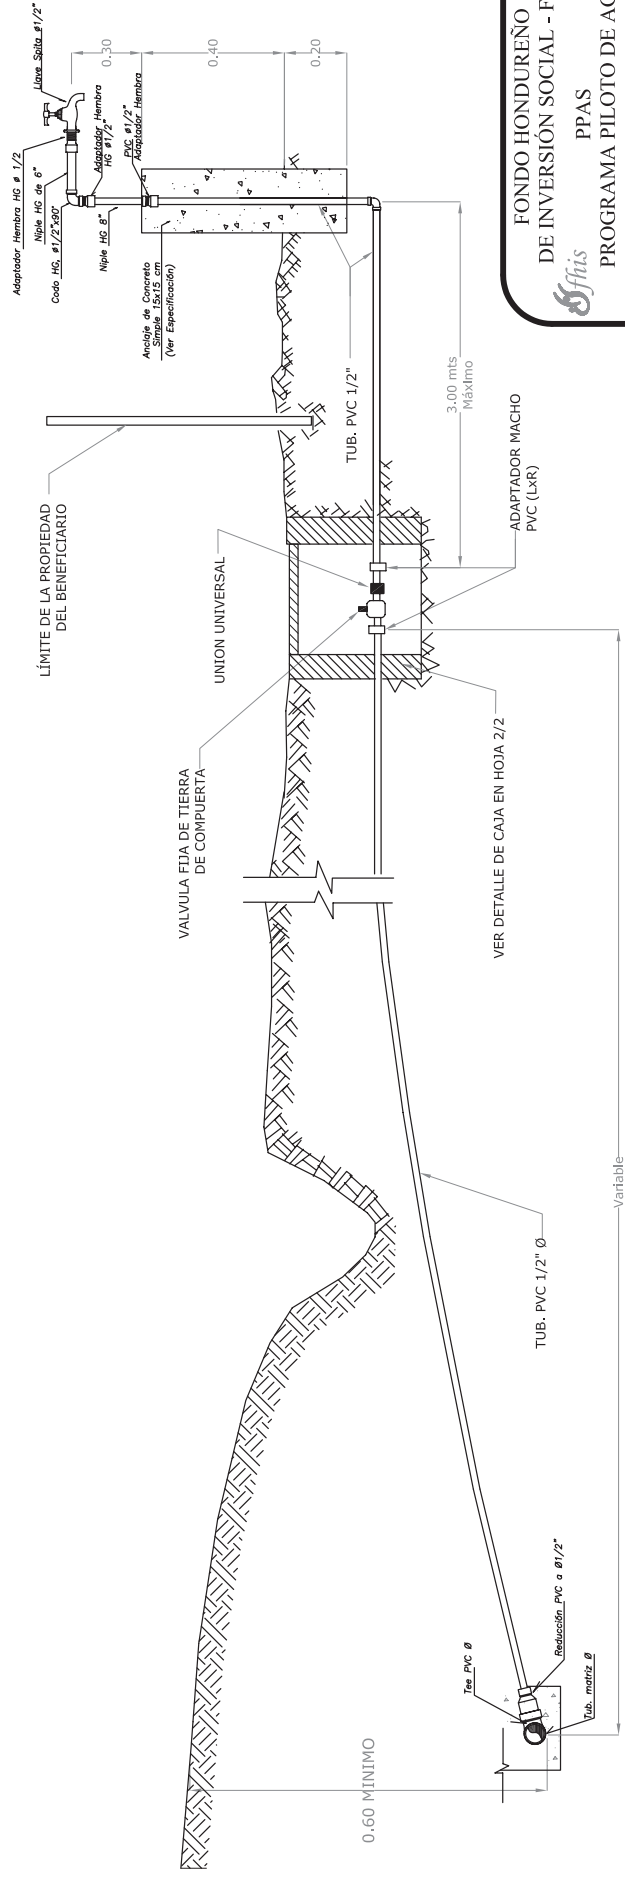 Adaptador Hembra HG Ø 1/2
Niple HG de 6"
Codo HG, Ø1/2"x90°
Llave Spita Ø1/2"
Adaptador Hembra
HG Ø1/2"
Niple HG 8"
PVC Ø1/2"
Adaptador Hembra
Anclaje de Concreto
Simple 15x15 cm
(Ver Especificación)
0.30
0.40
0.20
LÍMITE DE LA PROPIEDAD
DEL BENEFICIARIO
TUB. PVC 1/2"
3.00 mts
Máximo
UNION UNIVERSAL
ADAPTADOR MACHO
PVC (LxR)
VALVULA FIJA DE TIERRA
DE COMPUERTA
VER DETALLE DE CAJA EN HOJA 2/2
TUB. PVC 1/2" Ø
Variable
Tee PVC Ø
Reducción PVC a Ø1/2"
Tub. matriz Ø
0.60 MINIMO
FONDO HONDUREÑO
DE INVERSIÓN SOCIAL - F
fhis
PPAS
PROGRAMA PILOTO DE AG